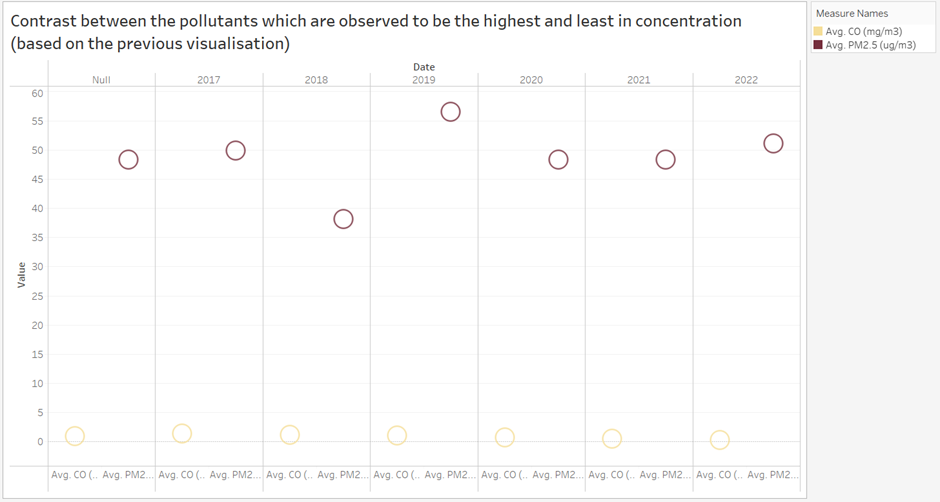 Contrast between the pollutants which are observed to be the highest and least in concentration
(based on the previous visualisation)
Measure Names
Avg. CO (mg/m3)
Avg. PM2.5 (ug/m3)
Date
Null 2017 2018 2019 2020 2021 2022
60
55
50
45
40
35
30
25
20
15
10
5
0
Value
Avg. CO (.. Avg. PM2... Avg. CO (.. Avg. PM2... Avg. CO (.. Avg. PM2... Avg. CO (.. Avg. PM2... Avg. CO (.. Avg. PM2... Avg. CO (.. Avg. PM2... Avg. CO (.. Avg. PM2...